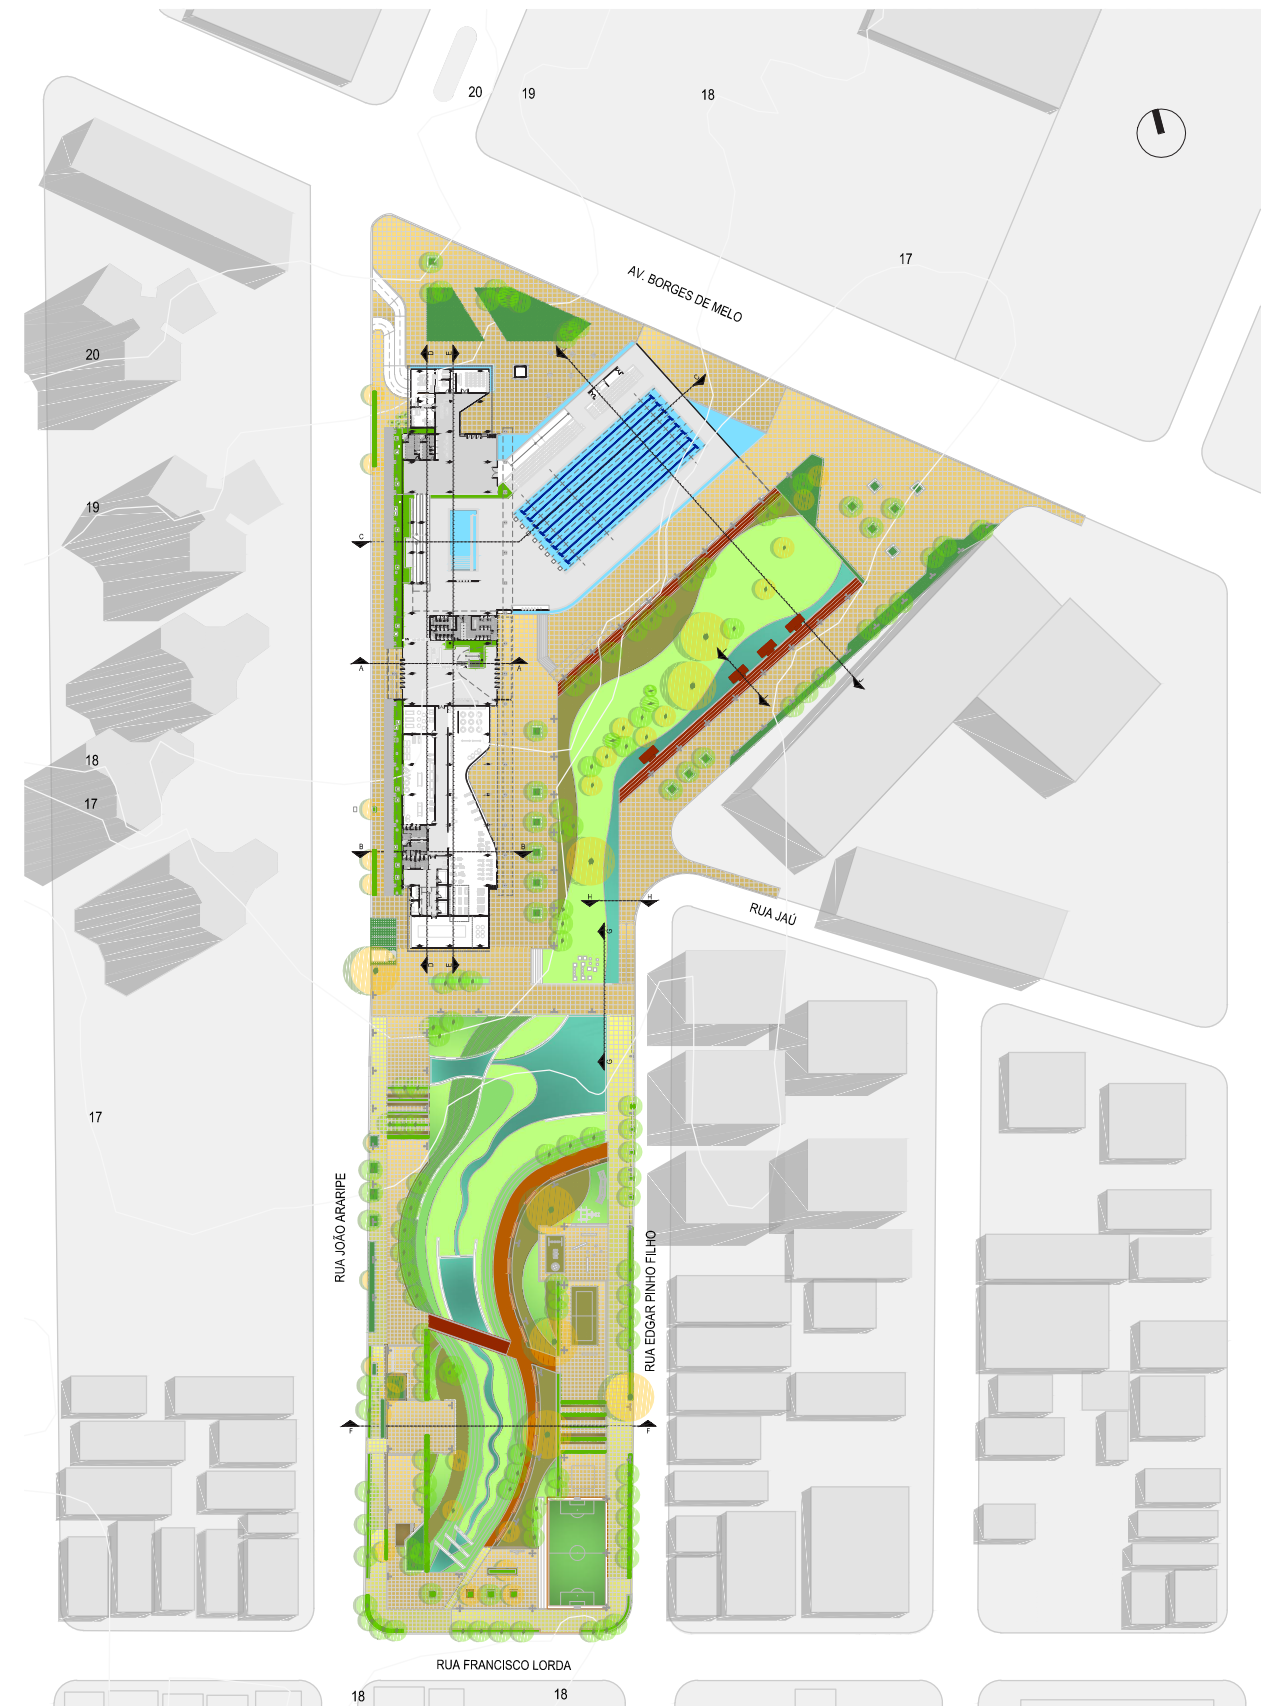 20
19
18
17
AV. BORGES DE MELO
20
D
E
C
19
C
A
A
18
17
B
B
H
H
RUA JAÚ
G
D
E
G
17
RUA JOÃO ARARIPE
RUA EDGAR PINHO FILHO
F
F
RUA FRANCISCO LORDA
18
18